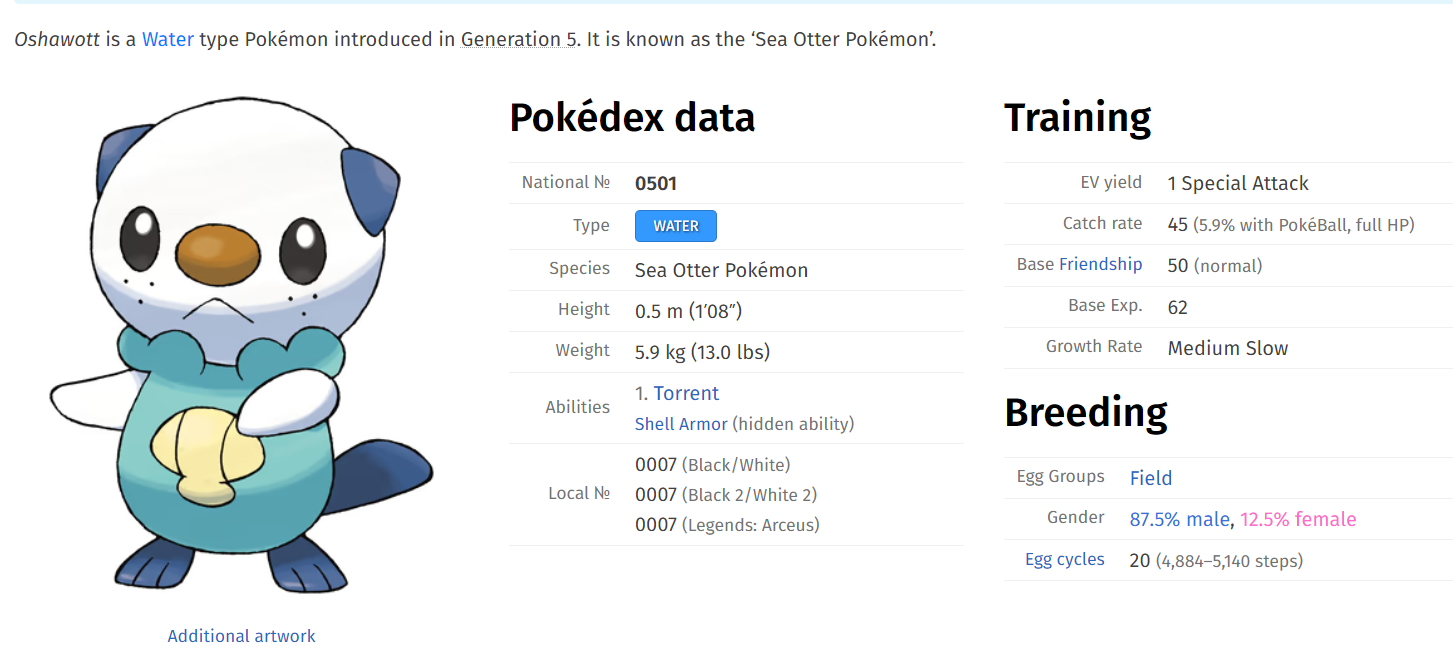 Oshawott is a Water type Pokémon introduced in Generation 5. It is known as the ‘Sea Otter Pokémon’.
Additional artwork
Pokédex data
National № 0501
Type WATER
Species Sea Otter Pokémon
Height 0.5 m (1′08″)
Weight 5.9 kg (13.0 lbs)
Abilities 1. Torrent
Shell Armor (hidden ability)
Local № 0007 (Black/White)
0007 (Black 2/White 2)
0007 (Legends: Arceus)
Training
EV yield 1 Special Attack
Catch rate 45 (5.9% with PokéBall, full HP)
Base Friendship 50 (normal)
Base Exp. 62
Growth Rate Medium Slow
Breeding
Egg Groups Field
Gender 87.5% male, 12.5% female
Egg cycles 20 (4,884–5,140 steps)